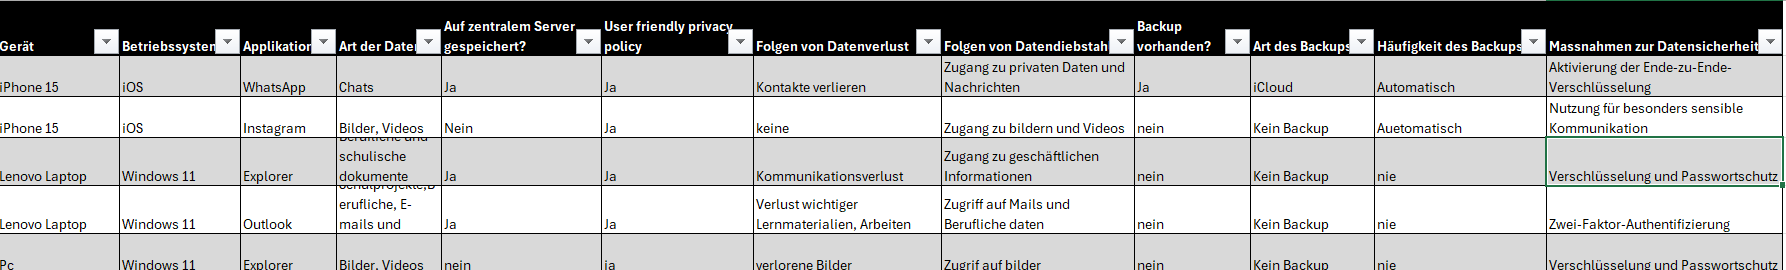 Gerät Betriebssysten Applikation Art der Daten Auf zentralem Server gespeichert? User friendly privacy policy Folgen von Datenverlust Folgen von Datendiebstah Backup vorhanden? Art des Backups Häufigkeit des Backups Massnahmen zur Datensicherheit
iPhone 15 iOS WhatsApp Chats Ja Ja Kontakte verlieren Zugang zu privaten Daten und Nachrichten Ja iCloud Automatisch Aktivierung der Ende-zu-Ende-Verschlüsselung
iPhone 15 iOS Instagram Bilder, Videos Nein Ja keine Zugang zu bildern und Videos nein Kein Backup Auetomatisch Nutzung für besonders sensible Kommunikation
Lenovo Laptop Windows 11 Explorer Berufliche und schulische dokumente Ja Ja Kommunikationsverlust Zugang zu geschäftlichen Informationen nein Kein Backup nie Verschlüsselung und Passwortschutz
Lenovo Laptop Windows 11 Outlook Schulprojekte,b erufliche, E-mails und Ja Ja Verlust wichtiger Lernmaterialien, Arbeiten Zugriff auf Mails und Berufliche daten nein Kein Backup nie Zwei-Faktor-Authentifizierung
Pc Windows 11 Explorer Bilder, Videos nein ja verlorene Bilder Zugrif auf bilder nein Kein Backup nie Verschlüsselung und Passwortschutz